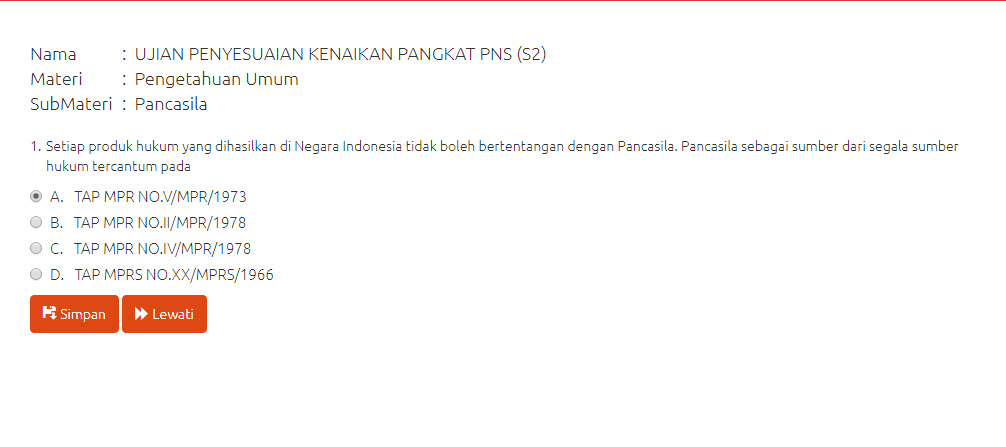 Nama : UJIAN PENYESUAIAN KENAIKAN PANGKAT PNS (S2)
Materi : Pengetahuan Umum
SubMateri : Pancasila
1. Setiap produk hukum yang dihasilkan di Negara Indonesia tidak boleh bertentangan dengan Pancasila. Pancasila sebagai sumber dari segala sumber
hukum tercantum pada
A. TAP MPR NO.V/MPR/1973
B. TAP MPR NO.II/MPR/1978
C. TAP MPR NO.IV/MPR/1978
D. TAP MPRS NO.XX/MPRS/1966
Simpan Lewati